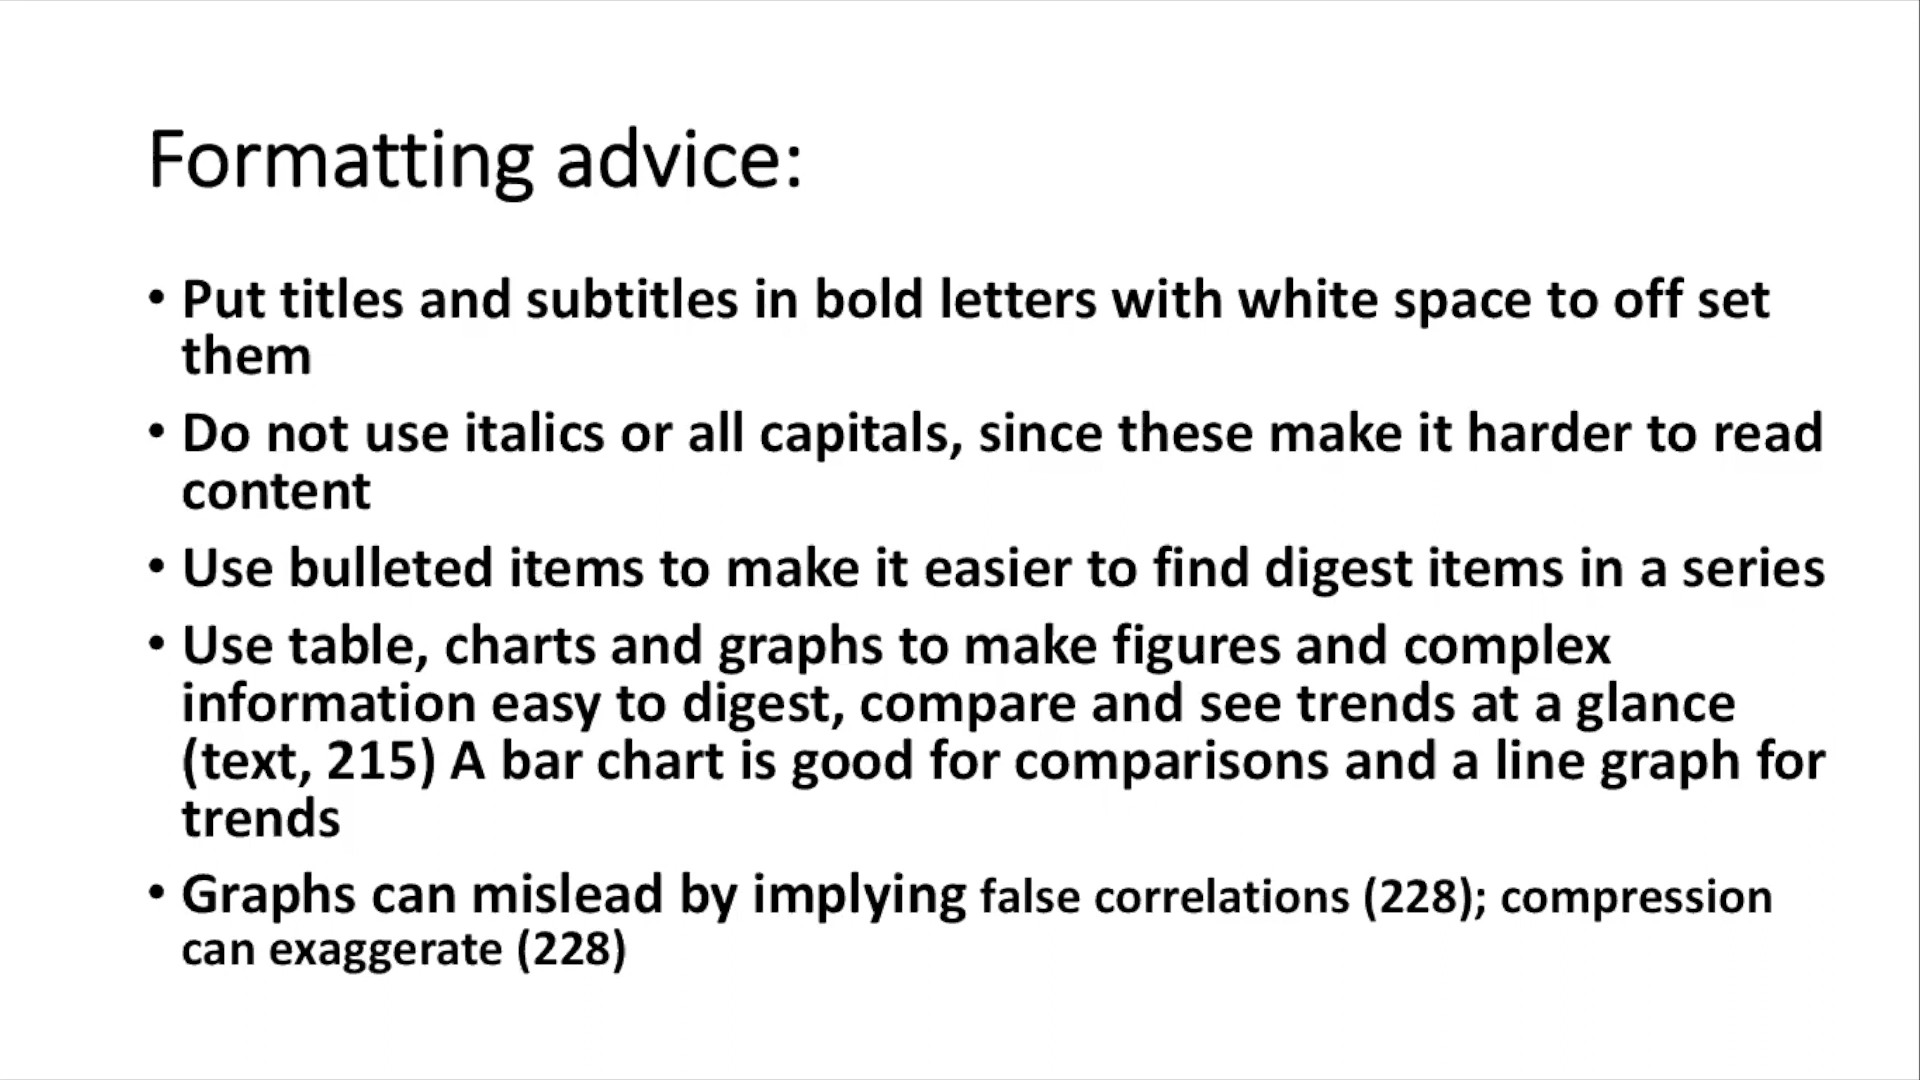 Formatting advice:
• Put titles and subtitles in bold letters with white space to off set
them
• Do not use italics or all capitals, since these make it harder to read
content
• Use bulleted items to make it easier to find digest items in a series
• Use table, charts and graphs to make figures and complex
information easy to digest, compare and see trends at a glance
(text, 215) A bar chart is good for comparisons and a line graph for
trends
• Graphs can mislead by implying false correlations (228); compression
can exaggerate (228)